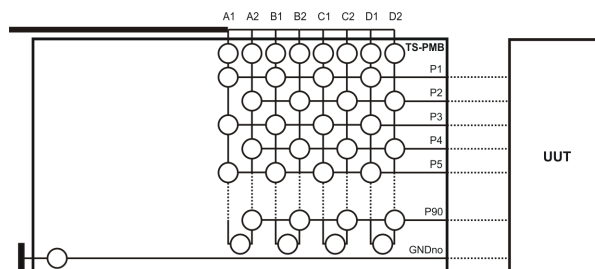 A1 A2 B1 B2 C1 C2 D1 D2
TS-PMB
P1
P2
P3
P4
P5
UUT
P90
GNDno